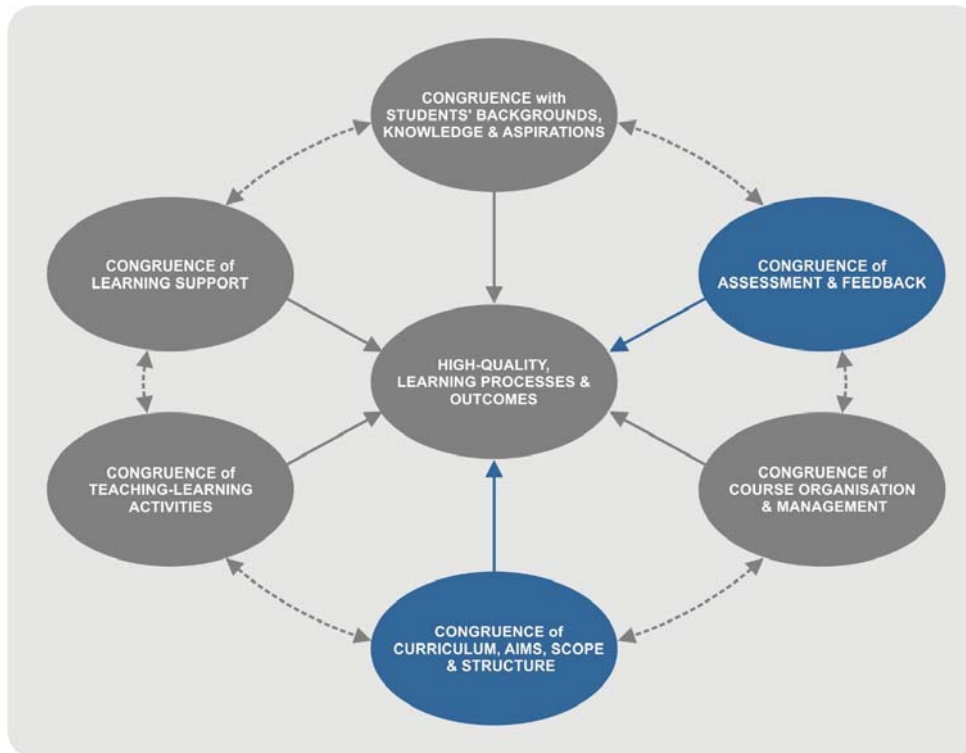 CONGRUENCE with
STUDENTS' BACKGROUNDS,
KNOWLEDGE & ASPIRATIONS
CONGRUENCE of
LEARNING SUPPORT
CONGRUENCE of
ASSESSMENT & FEEDBACK
HIGH-QUALITY,
LEARNING PROCESSES &
OUTCOMES
CONGRUENCE of
TEACHING-LEARNING
ACTIVITIES
CONGRUENCE of
COURSE ORGANISATION
& MANAGEMENT
CONGRUENCE of
CURRICULUM, AIMS, SCOPE
& STRUCTURE